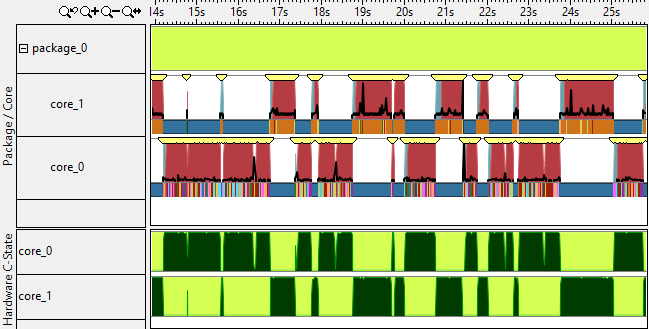 14s 15s 16s 17s 18s 19s 20s 21s 22s 23s 24s 25s
Package / Core
package_0
core_1
core_0
Hardware C-State
core_0
core_1